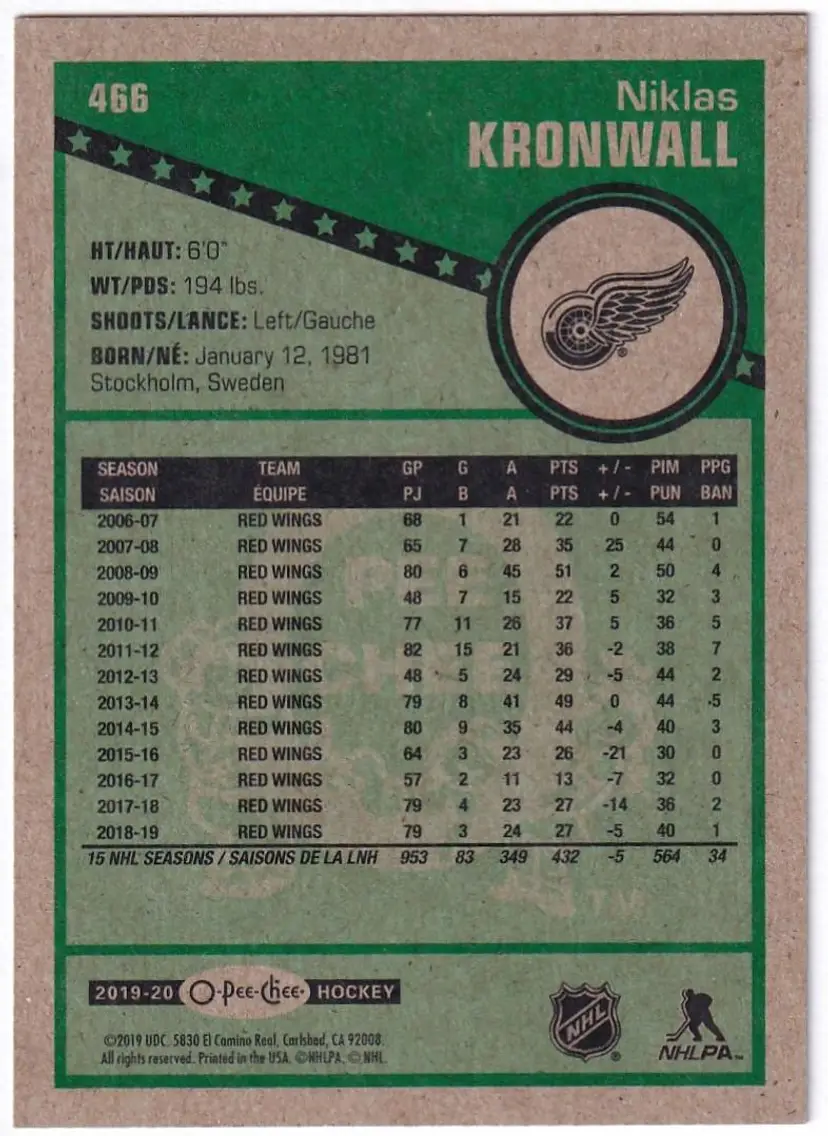 466
Niklas
KRONWALL
HT/HAUT: 6'0"
WT/PDS: 194 lbs.
SHOOTS/LANCE: Left/Gauche
BORN/NÉ: January 12, 1981
Stockholm, Sweden
SEASON TEAM GP G A PTS +/- PIM PPG
SAISON ÉQUIPE PJ B A PTS +/- PUN BAN
2006-07 RED WINGS 68 1 21 22 0 54 1
2007-08 RED WINGS 65 7 28 35 25 44 0
2008-09 RED WINGS 80 6 45 51 2 50 4
2009-10 RED WINGS 48 7 15 22 5 32 3
2010-11 RED WINGS 77 11 26 37 5 36 5
2011-12 RED WINGS 82 15 21 36 -2 38 7
2012-13 RED WINGS 48 5 24 29 -5 44 2
2013-14 RED WINGS 79 8 41 49 0 44 5
2014-15 RED WINGS 80 9 35 44 -4 40 3
2015-16 RED WINGS 64 3 23 26 -21 30 0
2016-17 RED WINGS 57 2 11 13 -7 32 0
2017-18 RED WINGS 79 4 23 27 -14 36 2
2018-19 RED WINGS 79 3 24 27 -5 40 1
15 NHL SEASONS / SAISONS DE LA LNH 953 83 349 432 -5 564 34
PEE
CHEE
TM
2019-20 O-Pee-Chee HOCKEY
©2019 UDC. 5830 El Camino Real, Carlsbad, CA 92008.
All rights reserved. Printed in the USA. ©NHLPA. © NHL.
NHL ®
NHLPA™